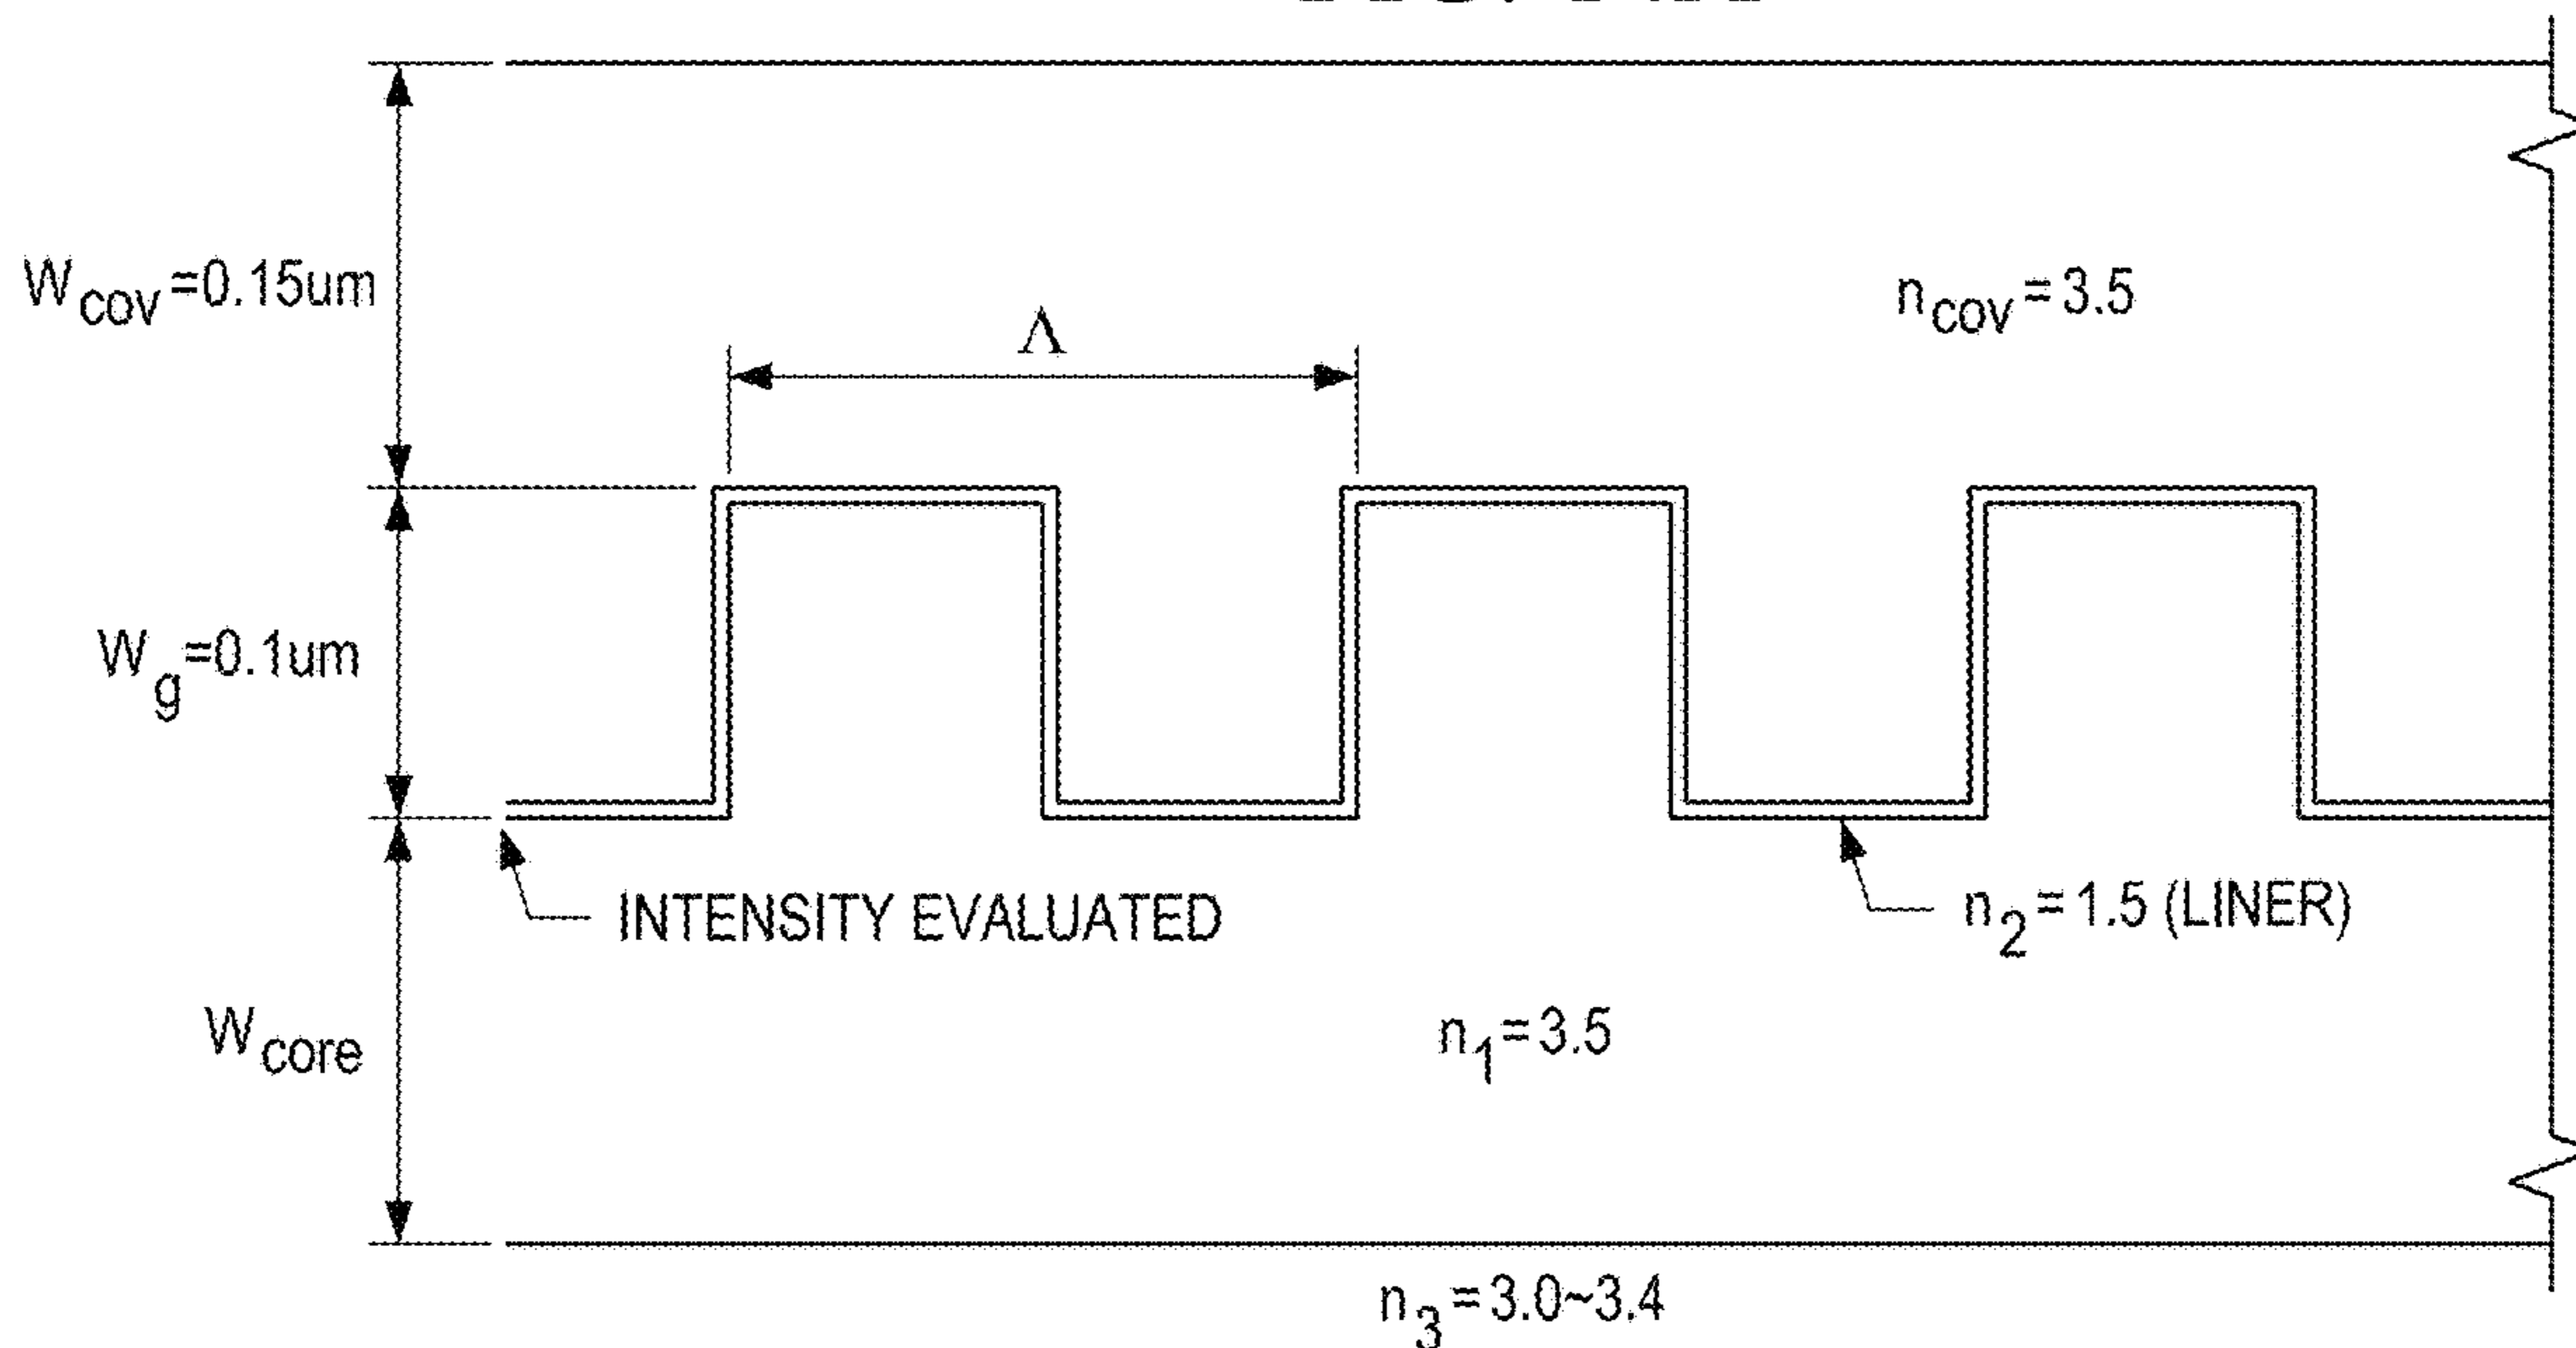 W_cov =0.15um
n_cov = 3.5
Λ
W_g =0.1um
INTENSITY EVALUATED
n_2 = 1.5 (LINER)
W_core
n_1 = 3.5
n_3 = 3.0~3.4